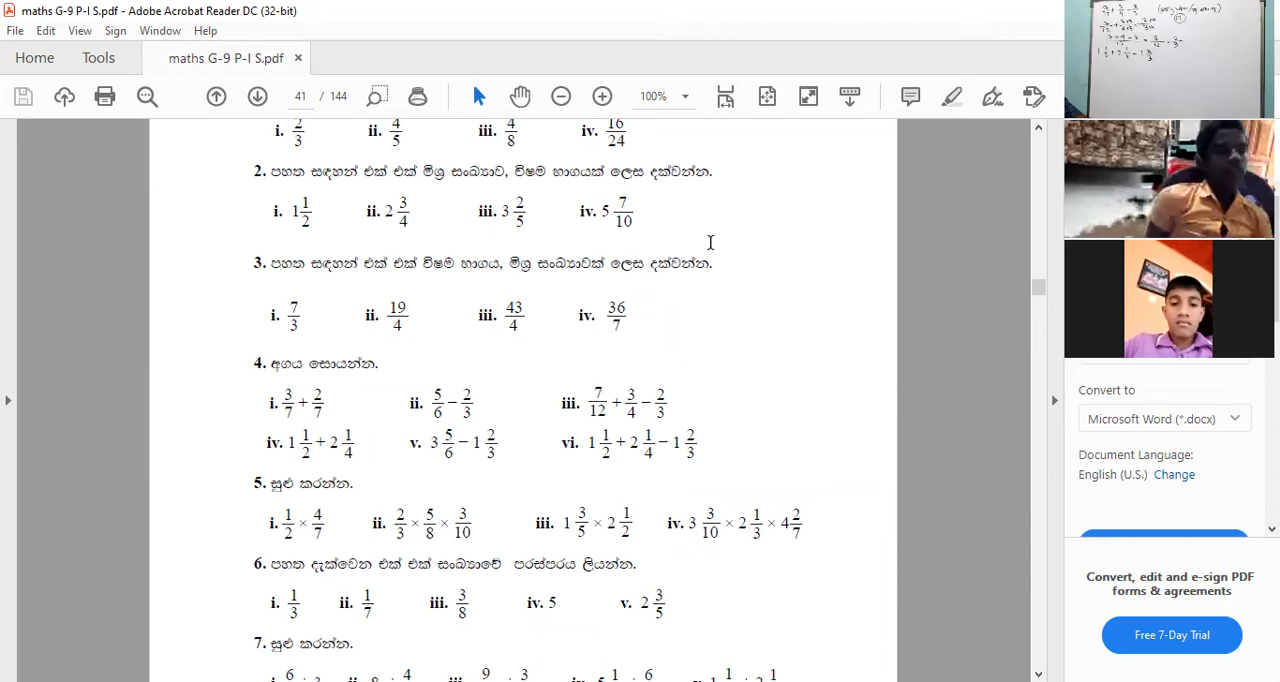 maths G-9 P-I S.pdf - Adobe Acrobat Reader DC (32-bit)
File Edit View Sign Window Help
Home Tools maths G-9 P-I S.pdf ×
41 / 144 100%
i. 2/3 ii. 4/5 iii. 4/8 iv. 16/24
2. පහත සඳහන් එක් එක් මිශ්‍ර සංඛ්‍යාව, විෂම භාගයක් ලෙස දක්වන්න.
i. 1 1/2 ii. 2 3/4 iii. 3 2/5 iv. 5 7/10
3. පහත සඳහන් එක් එක් විෂම භාගය, මිශ්‍ර සංඛ්‍යාවක් ලෙස දක්වන්න.
i. 7/3 ii. 19/4 iii. 43/4 iv. 36/7
4. අගය සොයන්න.
i. 3/7 + 2/7 ii. 5/6 − 2/3 iii. 7/12 + 3/4 − 2/3
iv. 1 1/2 + 2 1/4 v. 3 5/6 − 1 2/3 vi. 1 1/2 + 2 1/4 − 1 2/3
5. සුළු කරන්න.
i. 1/2 × 4/7 ii. 2/3 × 5/8 × 3/10 iii. 1 3/5 × 2 1/2 iv. 3 3/10 × 2 1/3 × 4 2/7
6. පහත දැක්වෙන එක් එක් සංඛ්‍යාවේ පරස්පරය ලියන්න.
i. 1/3 ii. 1/7 iii. 3/8 iv. 5 v. 2 3/5
7. සුළු කරන්න.
Convert to
Microsoft Word (*.docx)
Document Language:
English (U.S.) Change
Convert, edit and e-sign PDF
forms & agreements
Free 7-Day Trial